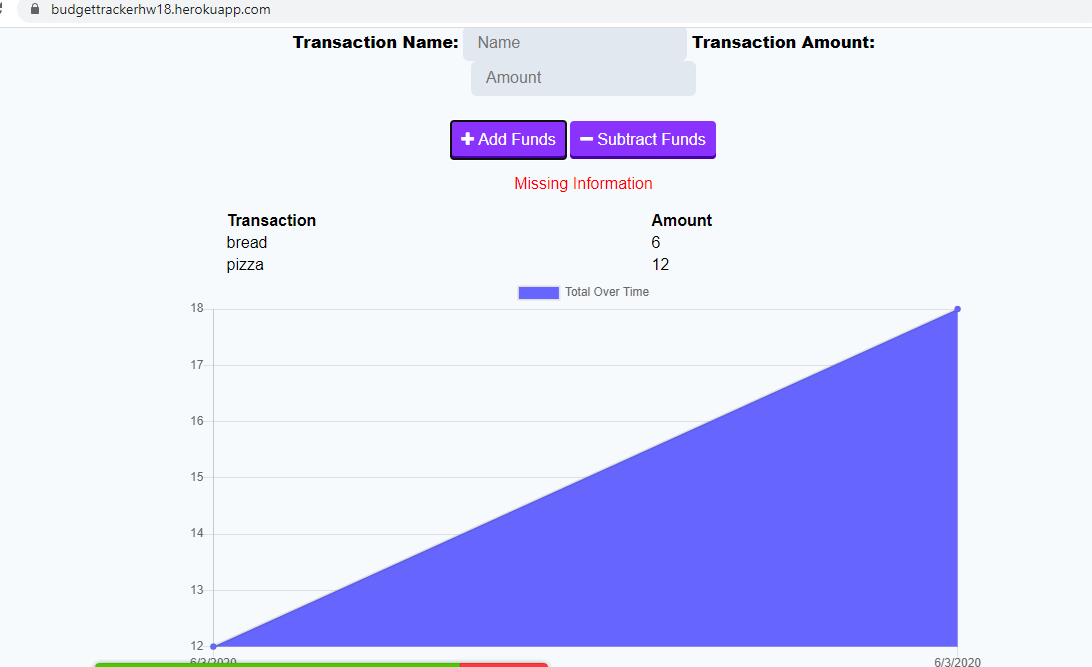 budgettrackerhw18.herokuapp.com
Transaction Name: Name Transaction Amount:
Amount
Add Funds Subtract Funds
Missing Information
Transaction Amount
bread 6
pizza 12
Total Over Time
18
17
16
15
14
13
12
6/3/2020 6/3/2020